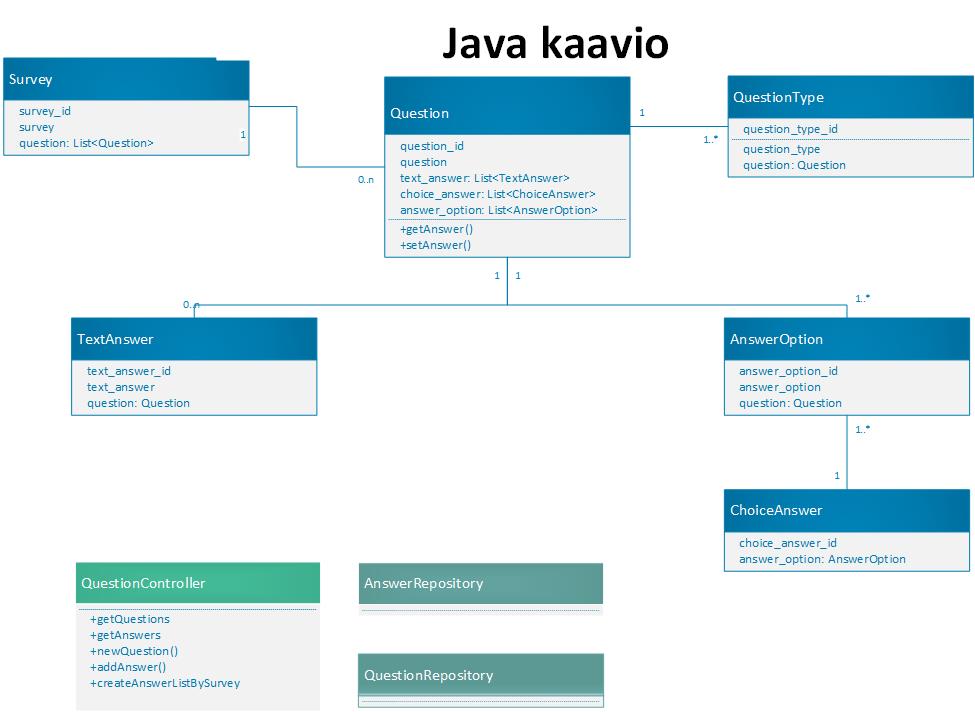 Java kaavio
Survey
survey_id
survey
question: List<Question>
1
0..n
Question
question_id
question
text_answer: List<TextAnswer>
choice_answer: List<ChoiceAnswer>
answer_option: List<AnswerOption>
+getAnswer()
+setAnswer()
1
1..*
QuestionType
question_type_id
question_type
question: Question
1
1
0..n
1..*
TextAnswer
text_answer_id
text_answer
question: Question
AnswerOption
answer_option_id
answer_option
question: Question
1..*
1
ChoiceAnswer
choice_answer_id
answer_option: AnswerOption
QuestionController
+getQuestions
+getAnswers
+newQuestion()
+addAnswer()
+createAnswerListBySurvey
AnswerRepository
QuestionRepository